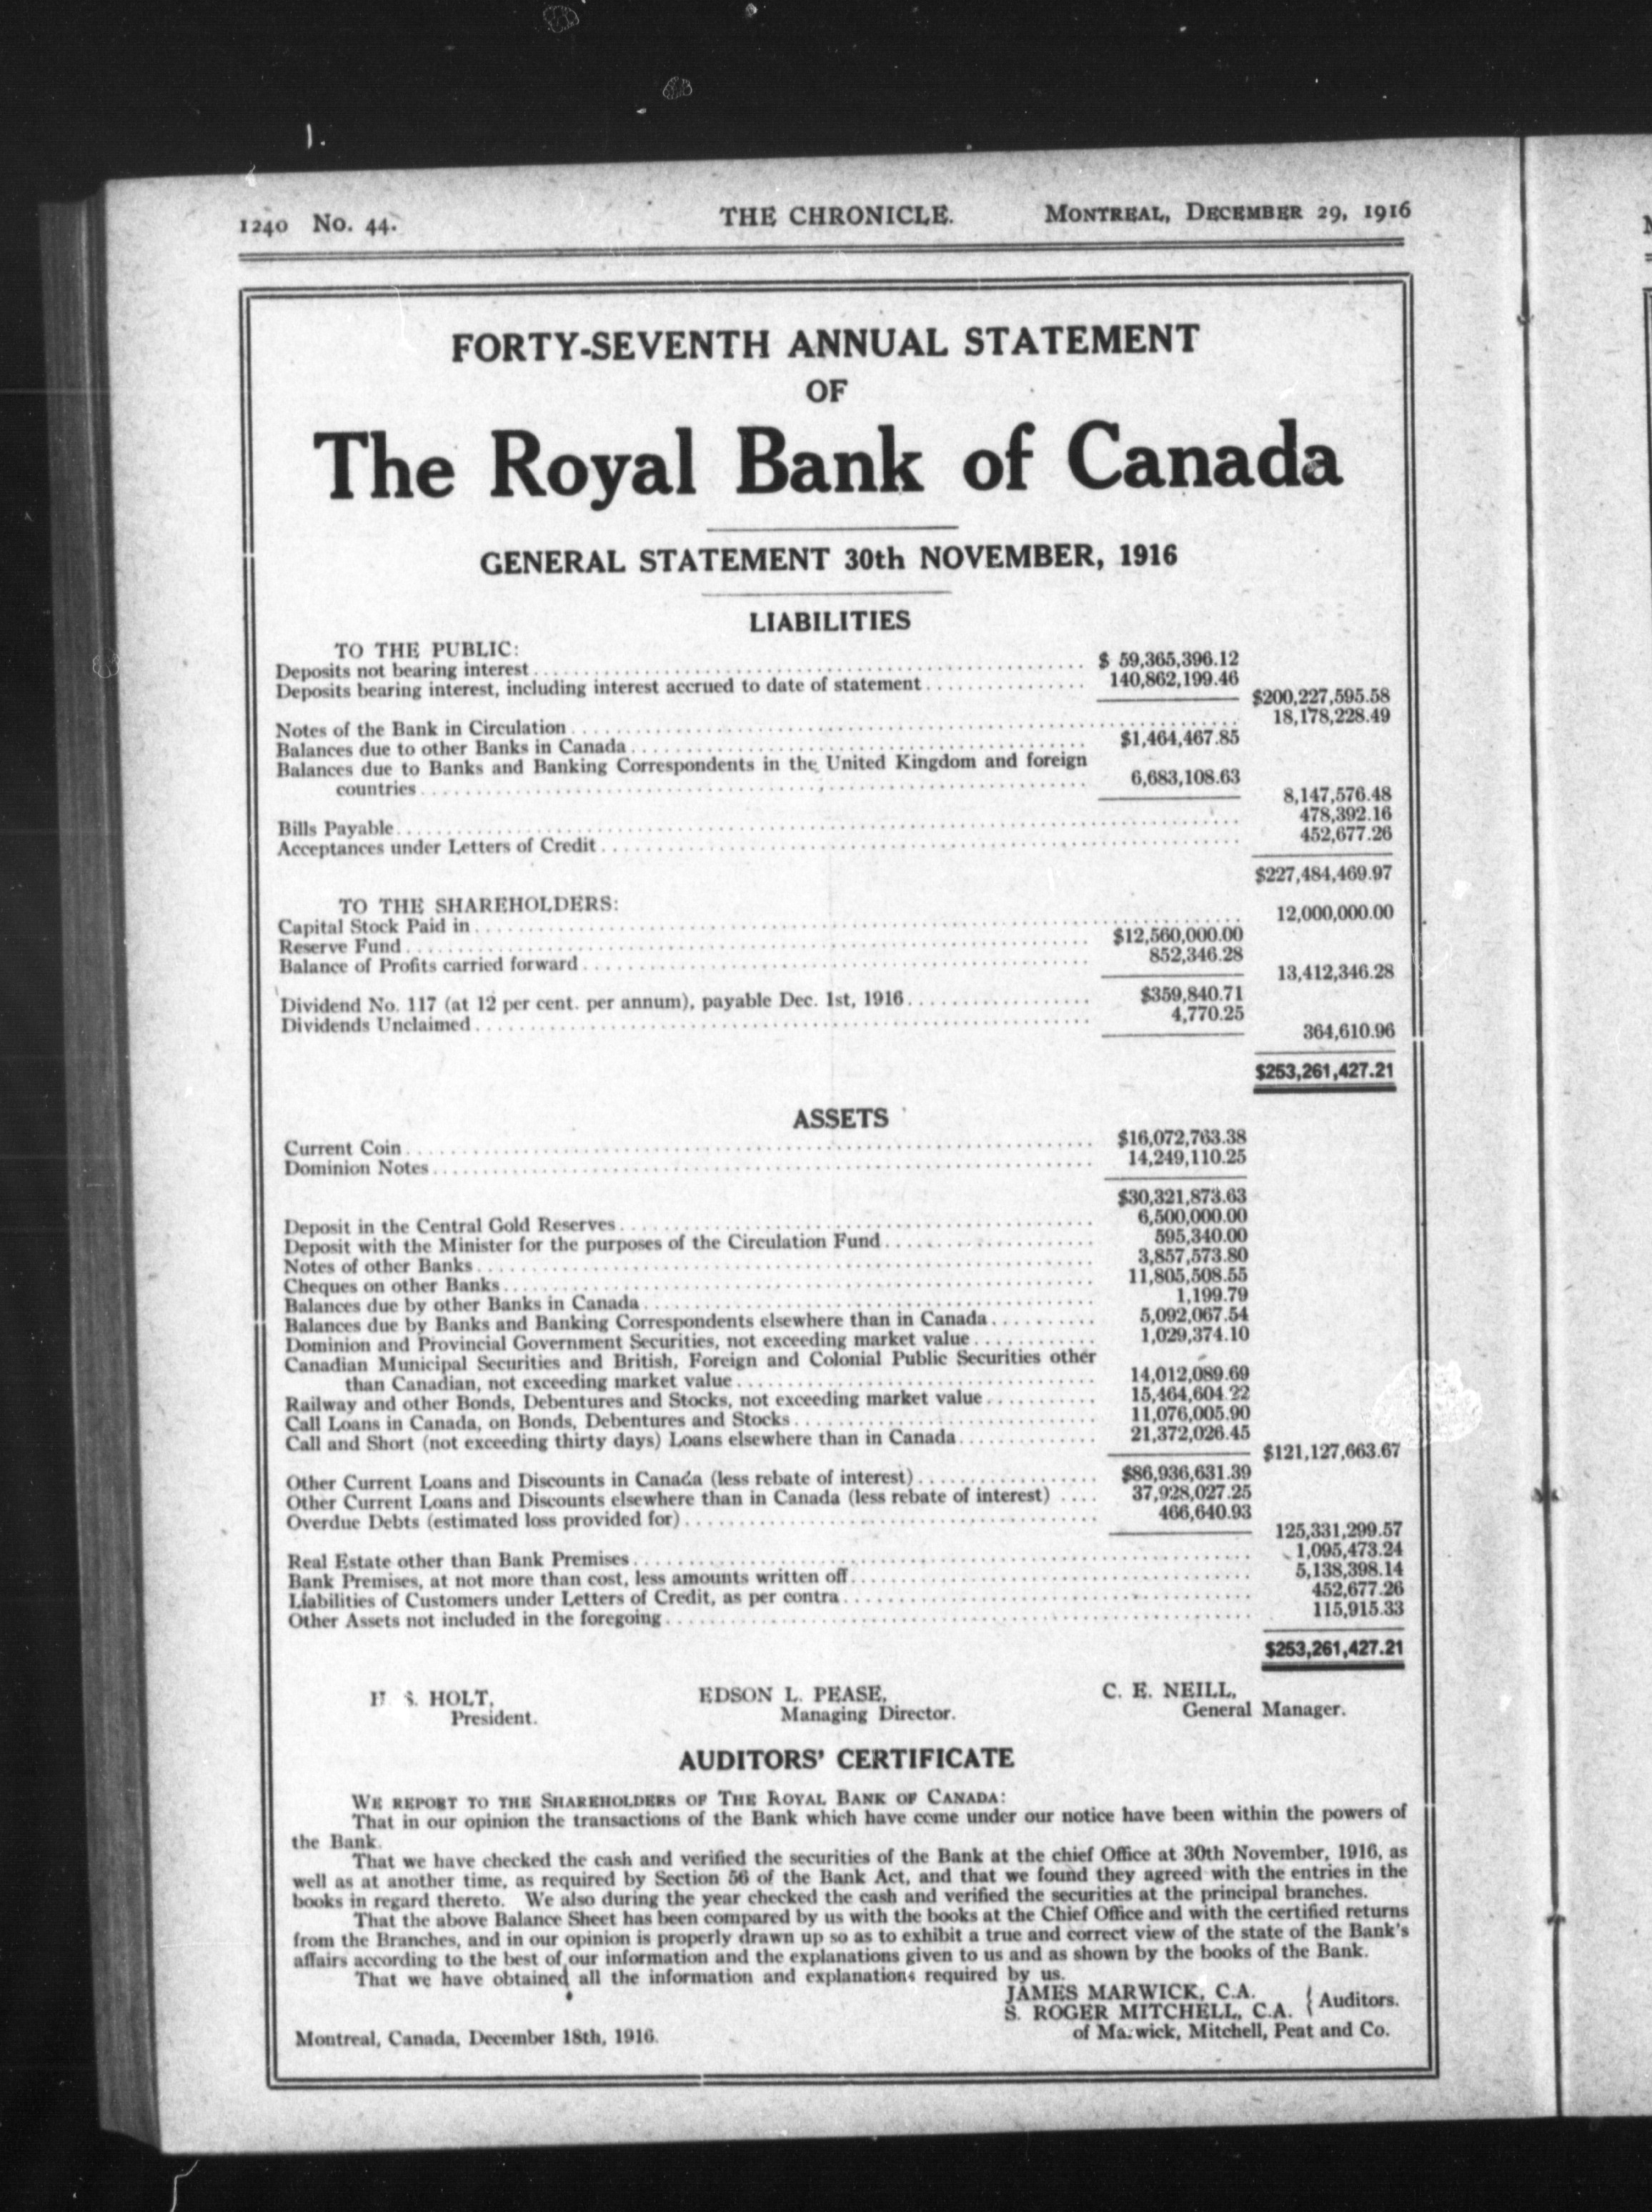 1240 No. 44. THE CHRONICLE. MONTREAL, DECEMBER 29, 1916
FORTY-SEVENTH ANNUAL STATEMENT
OF
The Royal Bank of Canada
GENERAL STATEMENT 30th NOVEMBER, 1916
LIABILITIES
TO THE PUBLIC:
Deposits not bearing interest $ 59,365,396.12
Deposits bearing interest, including interest accrued to date of statement 140,862,199.46
$200,227,595.58
Notes of the Bank in Circulation 18,178,228.49
Balances due to other Banks in Canada $1,464,467.85
Balances due to Banks and Banking Correspondents in the United Kingdom and foreign
countries 6,683,108.63
8,147,576.48
Bills Payable 478,392.16
Acceptances under Letters of Credit 452,677.26
$227,484,469.97
TO THE SHAREHOLDERS:
Capital Stock Paid in 12,000,000.00
Reserve Fund $12,560,000.00
Balance of Profits carried forward 852,346.28
13,412,346.28
Dividend No. 117 (at 12 per cent. per annum), payable Dec. 1st, 1916 $359,840.71
Dividends Unclaimed 4,770.25
364,610.96
$253,261,427.21
ASSETS
Current Coin $16,072,763.38
Dominion Notes 14,249,110.25
$30,321,873.63
Deposit in the Central Gold Reserves 6,500,000.00
Deposit with the Minister for the purposes of the Circulation Fund 595,340.00
Notes of other Banks 3,857,573.80
Cheques on other Banks 11,805,508.55
Balances due by other Banks in Canada 1,199.79
Balances due by Banks and Banking Correspondents elsewhere than in Canada 5,092,067.54
Dominion and Provincial Government Securities, not exceeding market value 1,029,374.10
Canadian Municipal Securities and British, Foreign and Colonial Public Securities other
than Canadian, not exceeding market value 14,012,089.69
Railway and other Bonds, Debentures and Stocks, not exceeding market value 15,464,604.22
Call Loans in Canada, on Bonds, Debentures and Stocks 11,076,005.90
Call and Short (not exceeding thirty days) Loans elsewhere than in Canada 21,372,026.45
$121,127,663.67
Other Current Loans and Discounts in Canada (less rebate of interest) $86,936,631.39
Other Current Loans and Discounts elsewhere than in Canada (less rebate of interest) 37,928,027.25
Overdue Debts (estimated loss provided for) 466,640.93
125,331,299.57
Real Estate other than Bank Premises 1,095,473.24
Bank Premises, at not more than cost, less amounts written off 5,138,398.14
Liabilities of Customers under Letters of Credit, as per contra 452,677.26
Other Assets not included in the foregoing 115,915.33
$253,261,427.21
H. S. HOLT, EDSON L. PEASE, C. E. NEILL,
President. Managing Director. General Manager.
AUDITORS' CERTIFICATE
WE REPORT TO THE SHAREHOLDERS OF THE ROYAL BANK OF CANADA:
That in our opinion the transactions of the Bank which have come under our notice have been within the powers of
the Bank.
That we have checked the cash and verified the securities of the Bank at the chief Office at 30th November, 1916, as
well as at another time, as required by Section 56 of the Bank Act, and that we found they agreed with the entries in the
books in regard thereto. We also during the year checked the cash and verified the securities at the principal branches.
That the above Balance Sheet has been compared by us with the books at the Chief Office and with the certified returns
from the Branches, and in our opinion is properly drawn up so as to exhibit a true and correct view of the state of the Bank's
affairs according to the best of our information and the explanations given to us and as shown by the books of the Bank.
That we have obtained all the information and explanations required by us.
JAMES MARWICK, C.A.
S. ROGER MITCHELL, C.A. } Auditors.
Montreal, Canada, December 18th, 1916. of Marwick, Mitchell, Peat and Co.